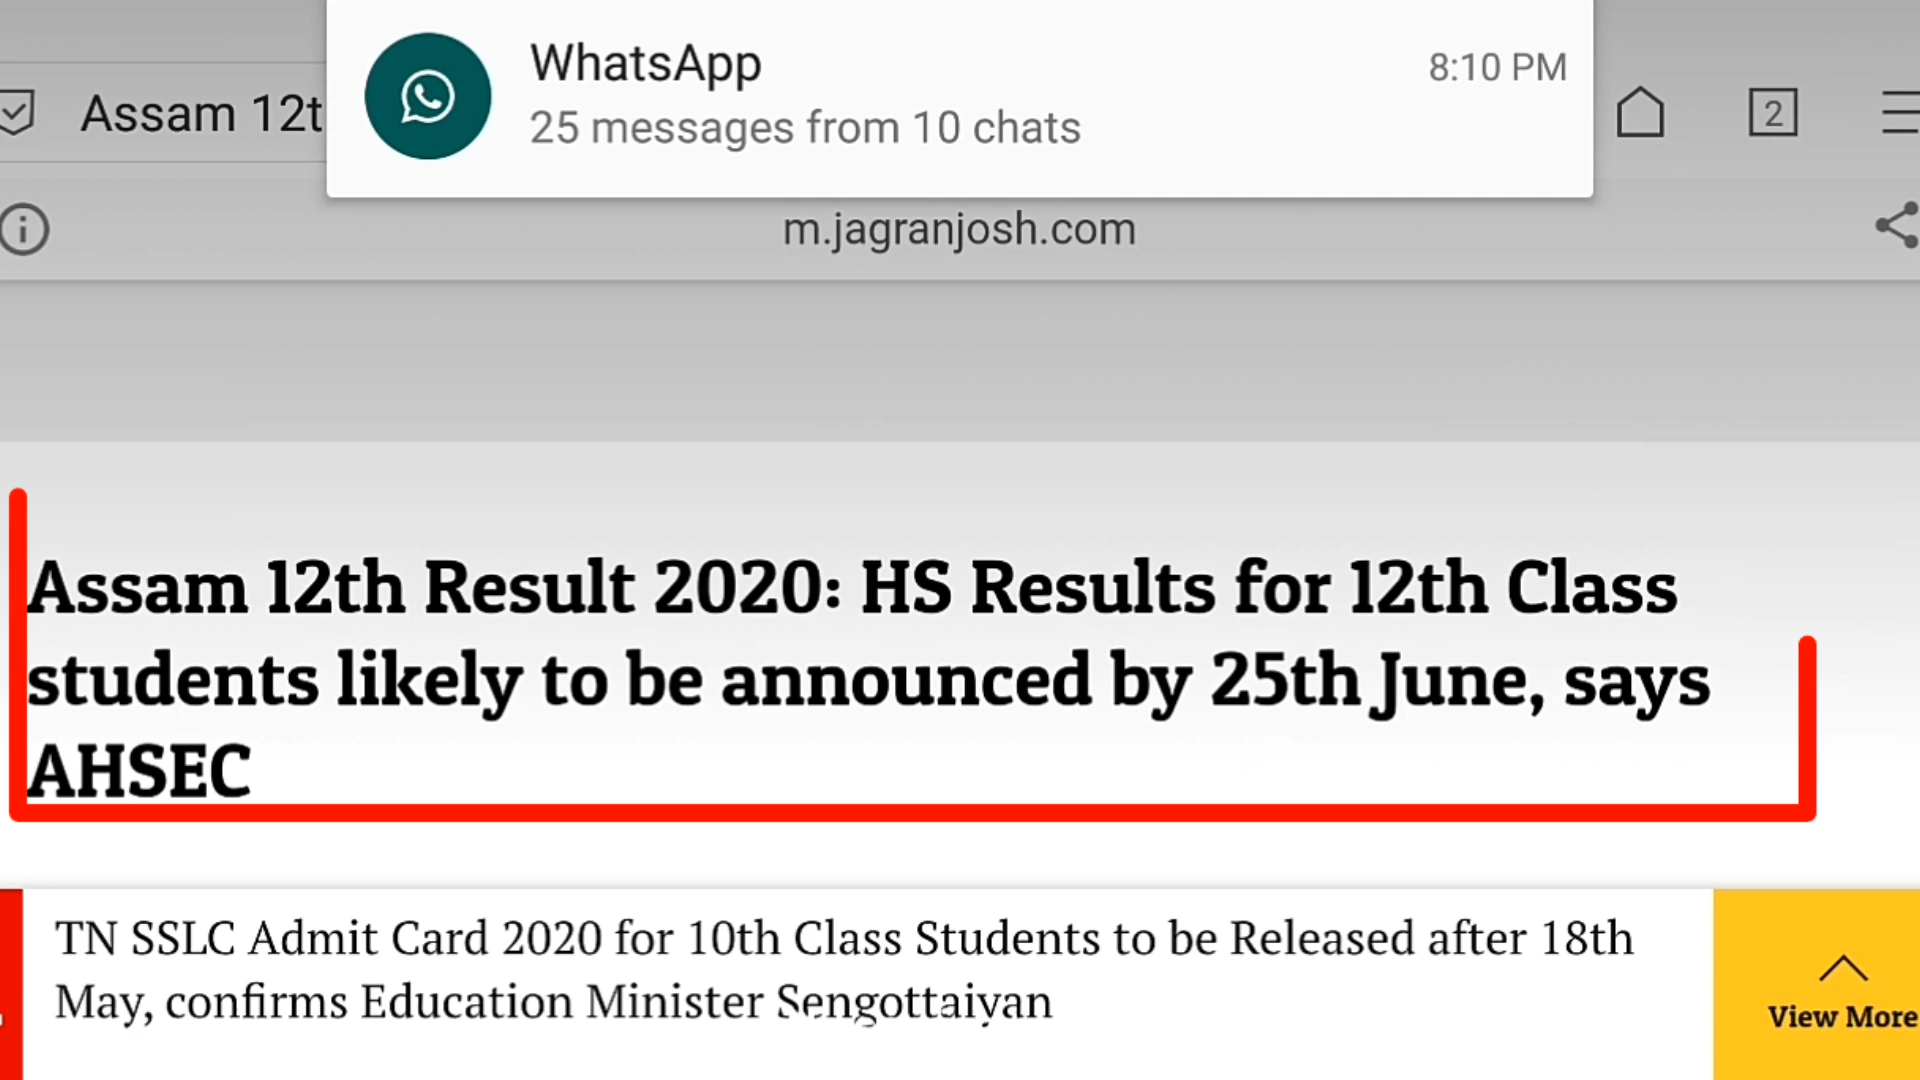 WhatsApp
8:10 PM
25 messages from 10 chats
Assam 12t
2
m.jagranjosh.com
Assam 12th Result 2020: HS Results for 12th Class
students likely to be announced by 25th June, says
AHSEC
TN SSLC Admit Card 2020 for 10th Class Students to be Released after 18th
May, confirms Education Minister Sengottaiyan
View More